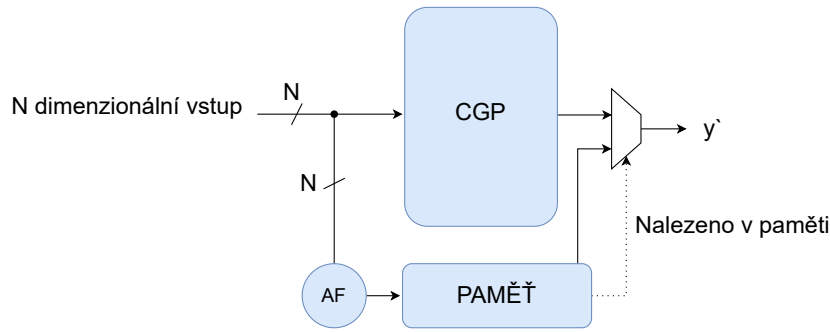 N dimenzionální vstup
N
N
CGP
y`
Nalezeno v paměti
AF
PAMĚŤ